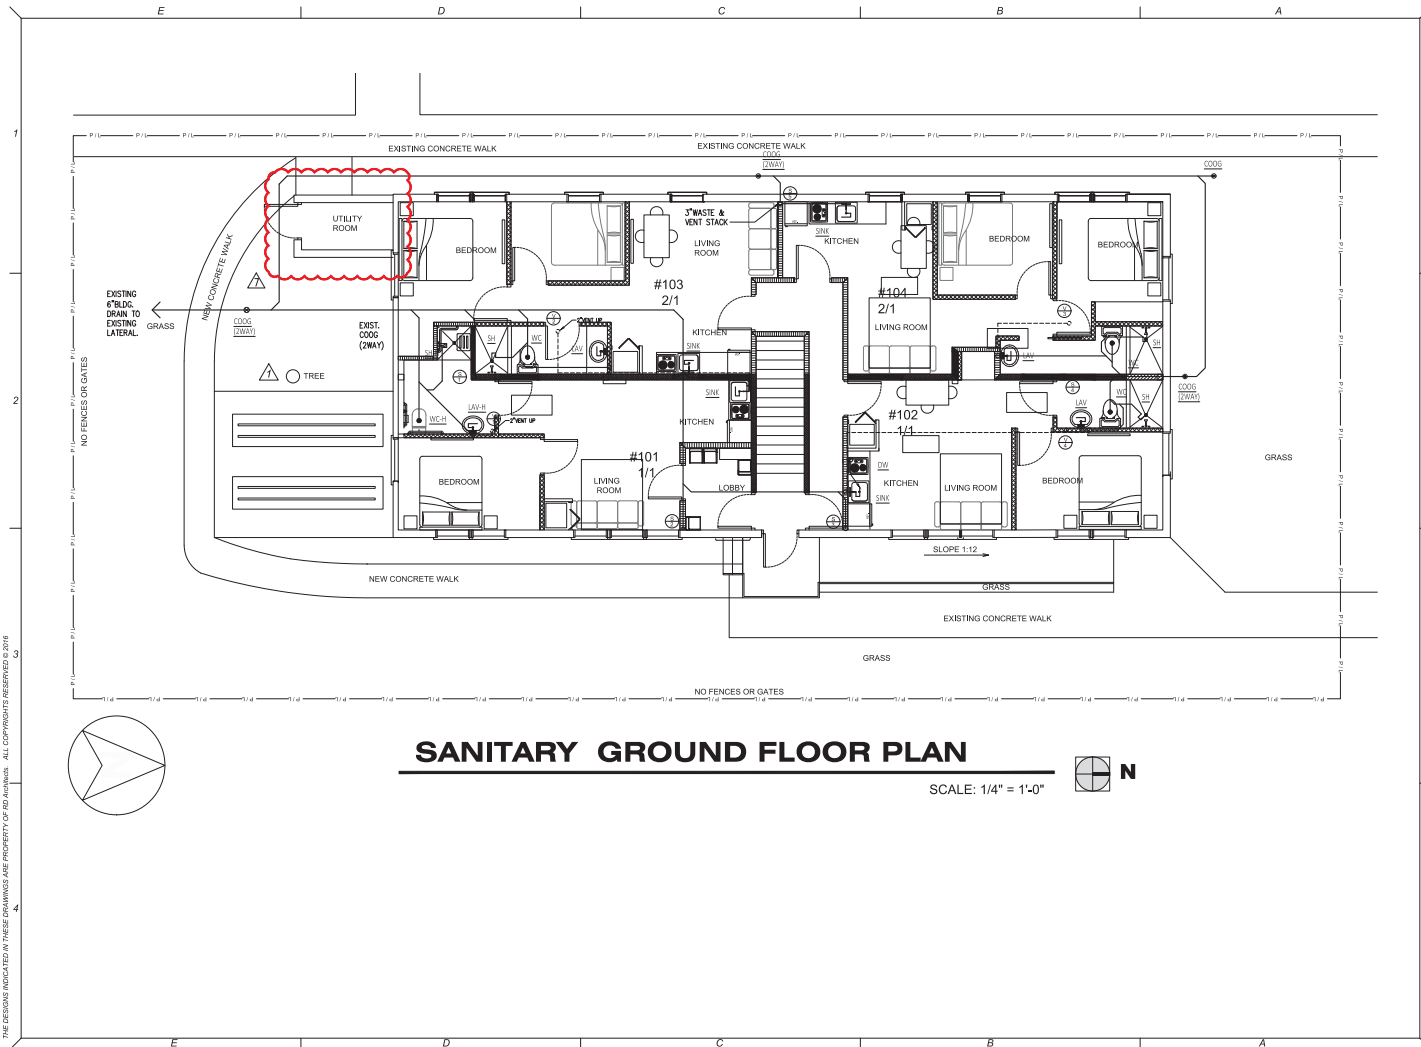 E D C B A
1
P/L P/L P/L P/L P/L P/L P/L P/L P/L P/L P/L P/L P/L P/L P/L P/L P/L P/L
EXISTING CONCRETE WALK
EXISTING CONCRETE WALK
COOG
(2WAY)
COOG
UTILITY
ROOM
3"WASTE &
VENT STACK
SINK
KITCHEN
BEDROOM
LIVING
ROOM
BEDROOM
BEDROOM
NEW CONCRETE WALK
7
#103
2/1
#104
2/1
EXISTING
6"BLDG.
DRAIN TO
EXISTING
LATERAL.
GRASS
COOG
(2WAY)
EXIST.
COOG
(2WAY)
2"VENT UP
KITCHEN
LIVING ROOM
SH
SH
WC
LAV
SINK
LAV
WC
SH
1
TREE
NO FENCES OR GATES
2
COOG
(2WAY)
WC-H
LAV-H
2"VENT UP
SINK
KITCHEN
#102
1/1
LAV
WC
SH
#101
1/1
GRASS
BEDROOM
LIVING
ROOM
LOBBY
DW
KITCHEN
SINK
LIVING ROOM
BEDROOM
SLOPE 1:12
NEW CONCRETE WALK
GRASS
EXISTING CONCRETE WALK
3
GRASS
NO FENCES OR GATES
SANITARY GROUND FLOOR PLAN
N
SCALE: 1/4" = 1'-0"
4
THE DESIGNS INDICATED IN THESE DRAWINGS ARE PROPERTY OF RD Architects. ALL COPYRIGHTS RESERVED © 2016
E D C B A